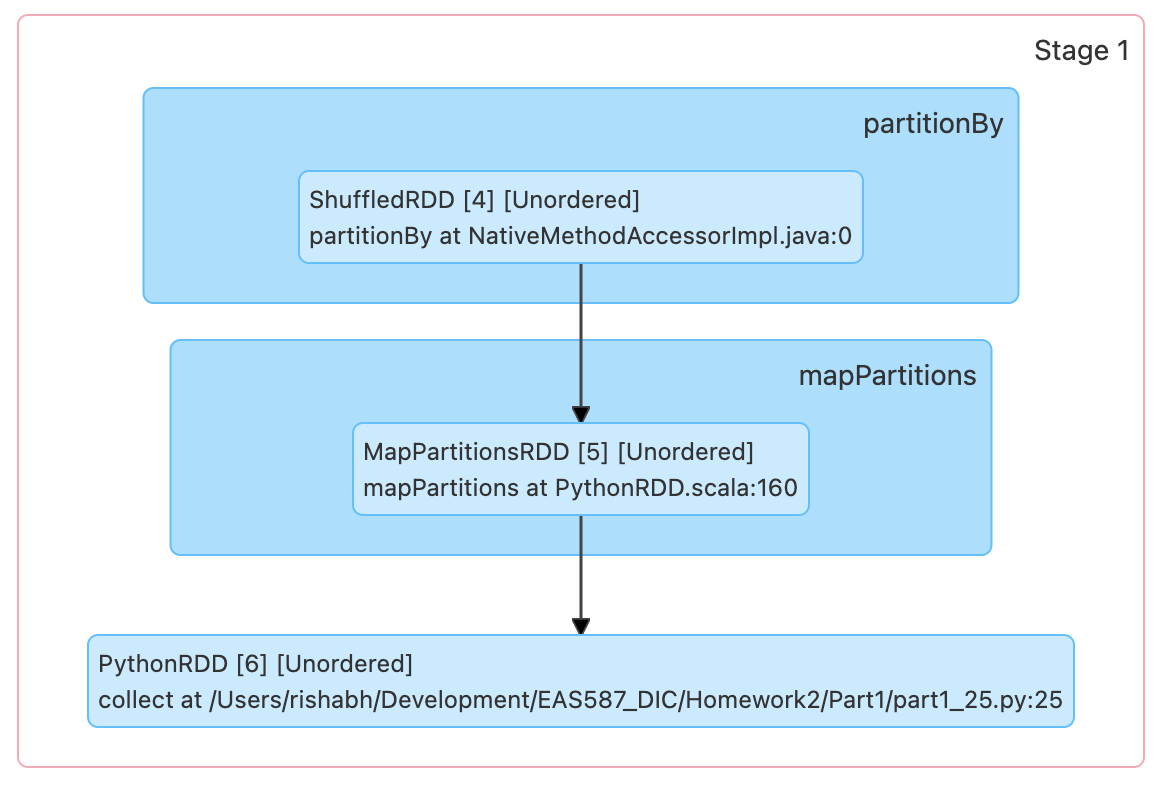 Stage 1
partitionBy
ShuffledRDD [4] [Unordered]
partitionBy at NativeMethodAccessorImpl.java:0
mapPartitions
MapPartitionsRDD [5] [Unordered]
mapPartitions at PythonRDD.scala:160
PythonRDD [6] [Unordered]
collect at /Users/rishabh/Development/EAS587_DIC/Homework2/Part1/part1_25.py:25